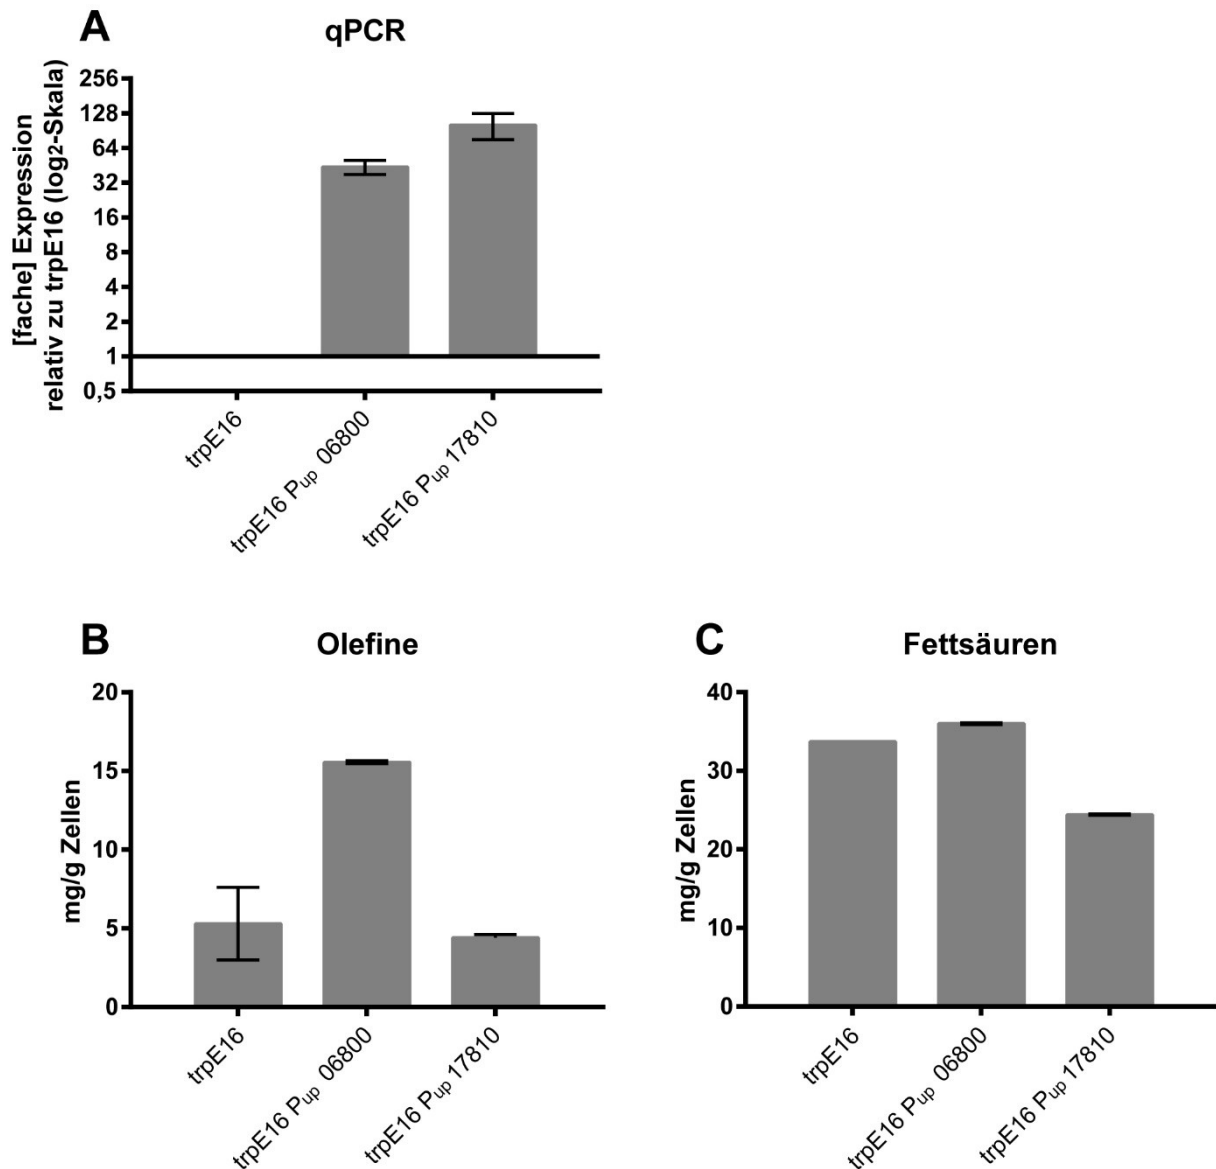 A
qPCR
[fache] Expression
relativ zu trpE16 (log2-Skala)
256
128
64
32
16
8
4
2
1
0,5
trpE16
trpE16 Pup 06800
trpE16 Pup 17810
B
Olefine
mg/g Zellen
20
15
10
5
0
trpE16
trpE16 Pup 06800
trpE16 Pup 17810
C
Fettsäuren
mg/g Zellen
40
30
20
10
0
trpE16
trpE16 Pup 06800
trpE16 Pup 17810